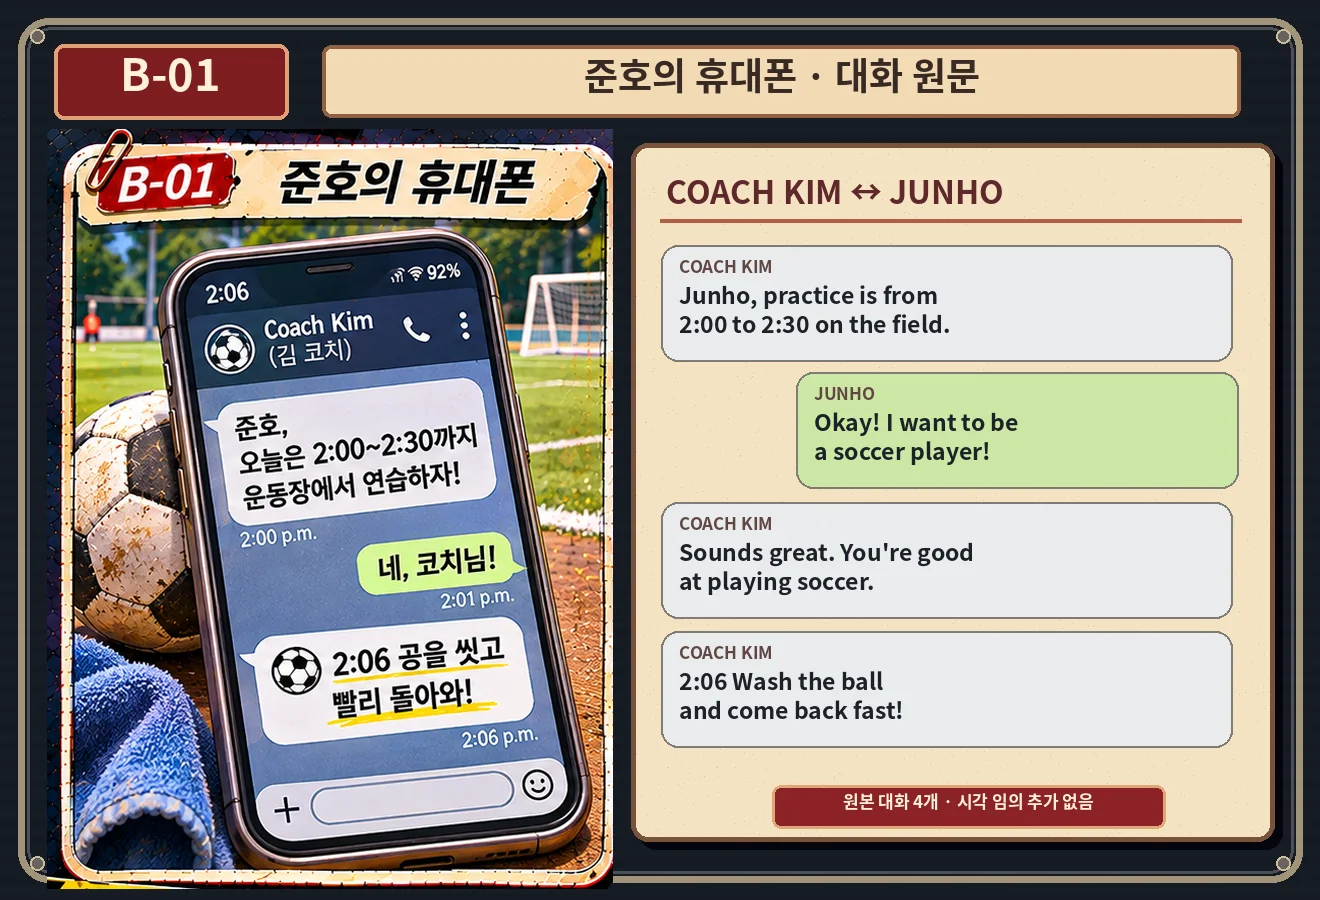 B-01
준호의 휴대폰 · 대화 원문
B-01
준호의 휴대폰
2:06
92%
Coach Kim
(김 코치)
준호,
오늘은 2:00~2:30까지
운동장에서 연습하자!
2:00 p.m.
네, 코치님!
2:01 p.m.
2:06 공을 씻고
빨리 돌아와!
2:06 p.m.
COACH KIM ↔ JUNHO
COACH KIM
Junho, practice is from
2:00 to 2:30 on the field.
JUNHO
Okay! I want to be
a soccer player!
COACH KIM
Sounds great. You're good
at playing soccer.
COACH KIM
2:06 Wash the ball
and come back fast!
원본 대화 4개 · 시각 임의 추가 없음